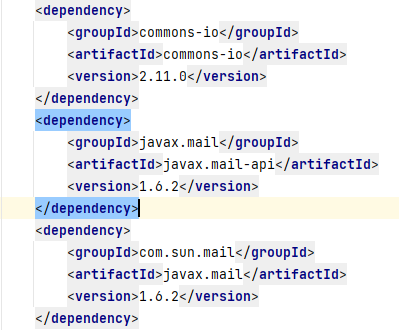 <dependency>
<groupId>commons-io</groupId>
<artifactId>commons-io</artifactId>
<version>2.11.0</version>
</dependency>
<dependency>
<groupId>javax.mail</groupId>
<artifactId>javax.mail-api</artifactId>
<version>1.6.2</version>
</dependency>
<dependency>
<groupId>com.sun.mail</groupId>
<artifactId>javax.mail</artifactId>
<version>1.6.2</version>
</dependency>